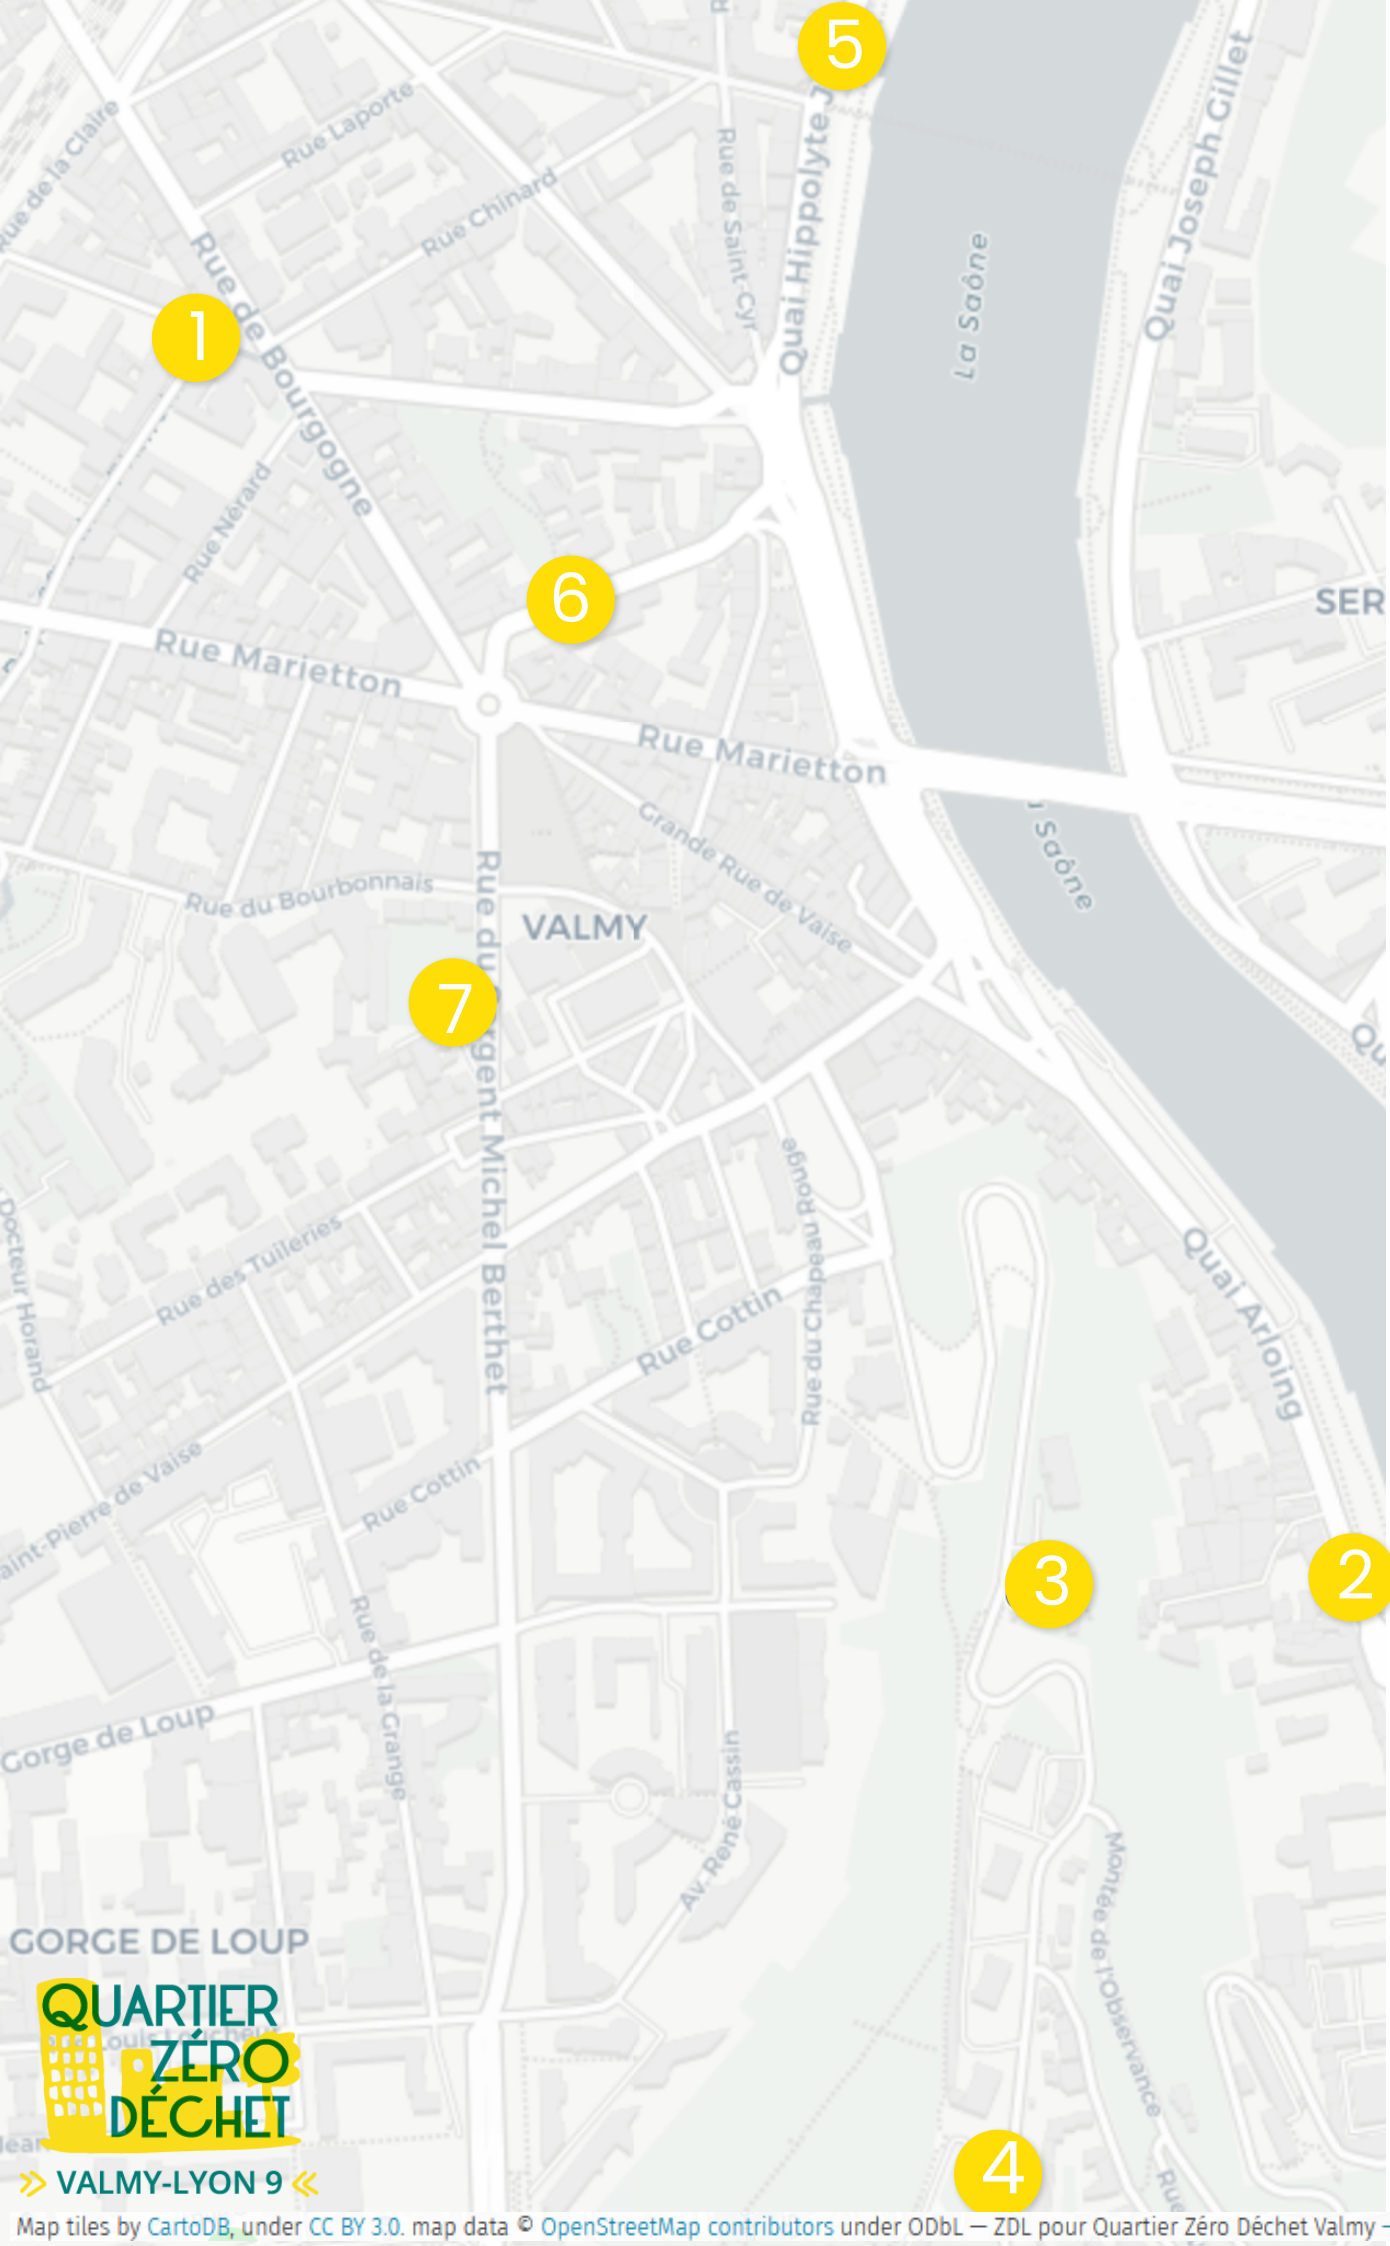 5
Quai Joseph Gillet
Rue Laporte
Rue de la Claire
Rue Chinard
Rue de Saint-Cyr
Quai Hippolyte J
La Saône
Rue de Bourgogne
1
Rue Nérard
6
SER
Rue Marietton
Rue Marietton
Saône
Grande Rue de Vaise
Rue du Bourbonnais
VALMY
7
Rue du rgent Michel Berthet
Qu
Rue du Chapeau Rouge
Docteur Horand
Rue des Tuileries
Quai Arloing
Rue Cottin
aint-Pierre de Vaise
Rue Cottin
3
2
Rue de la Grange
Gorge de Loup
Av. René Cassin
Montée de l'Observance
GORGE DE LOUP
QUARTIER
ZÉRO
DÉCHET
Jean
4
Rue
» VALMY-LYON 9 «
Map tiles by CartoDB, under CC BY 3.0. map data © OpenStreetMap contributors under ODbL — ZDL pour Quartier Zéro Déchet Valmy -